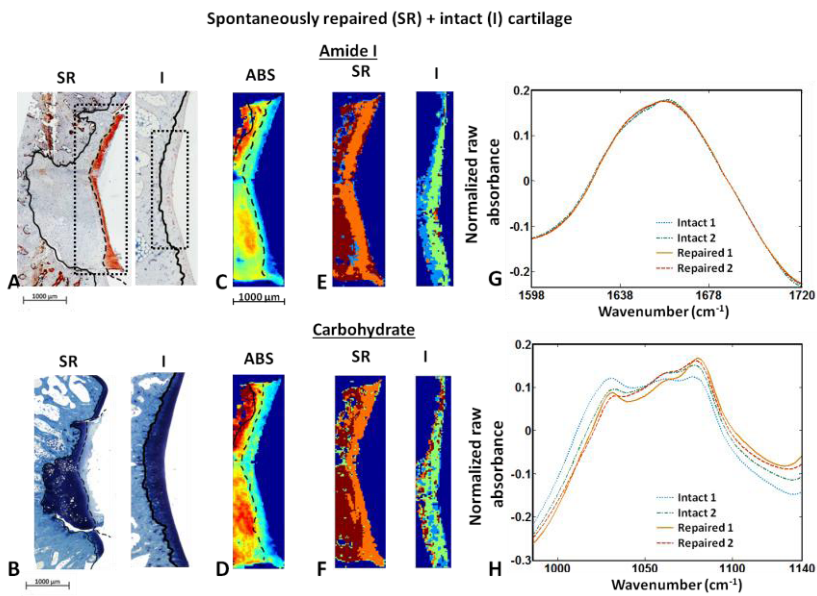 Spontaneously repaired (SR) + intact (I) cartilage
Amide I
SR
I
ABS
SR
I
A
1000 µm
C
1000 µm
E
Normalized raw
absorbance
0.2
0.1
0
-0.1
-0.2
Intact 1
Intact 2
Repaired 1
Repaired 2
G
1598
1638
1678
1720
Wavenumber (cm⁻¹)
Carbohydrate
SR
I
ABS
SR
I
B
1000 µm
D
F
Normalized raw
absorbance
0.2
0.1
0
-0.1
-0.2
-0.3
Intact 1
Intact 2
Repaired 1
Repaired 2
H
1000
1050
1100
1140
Wavenumber (cm⁻¹)